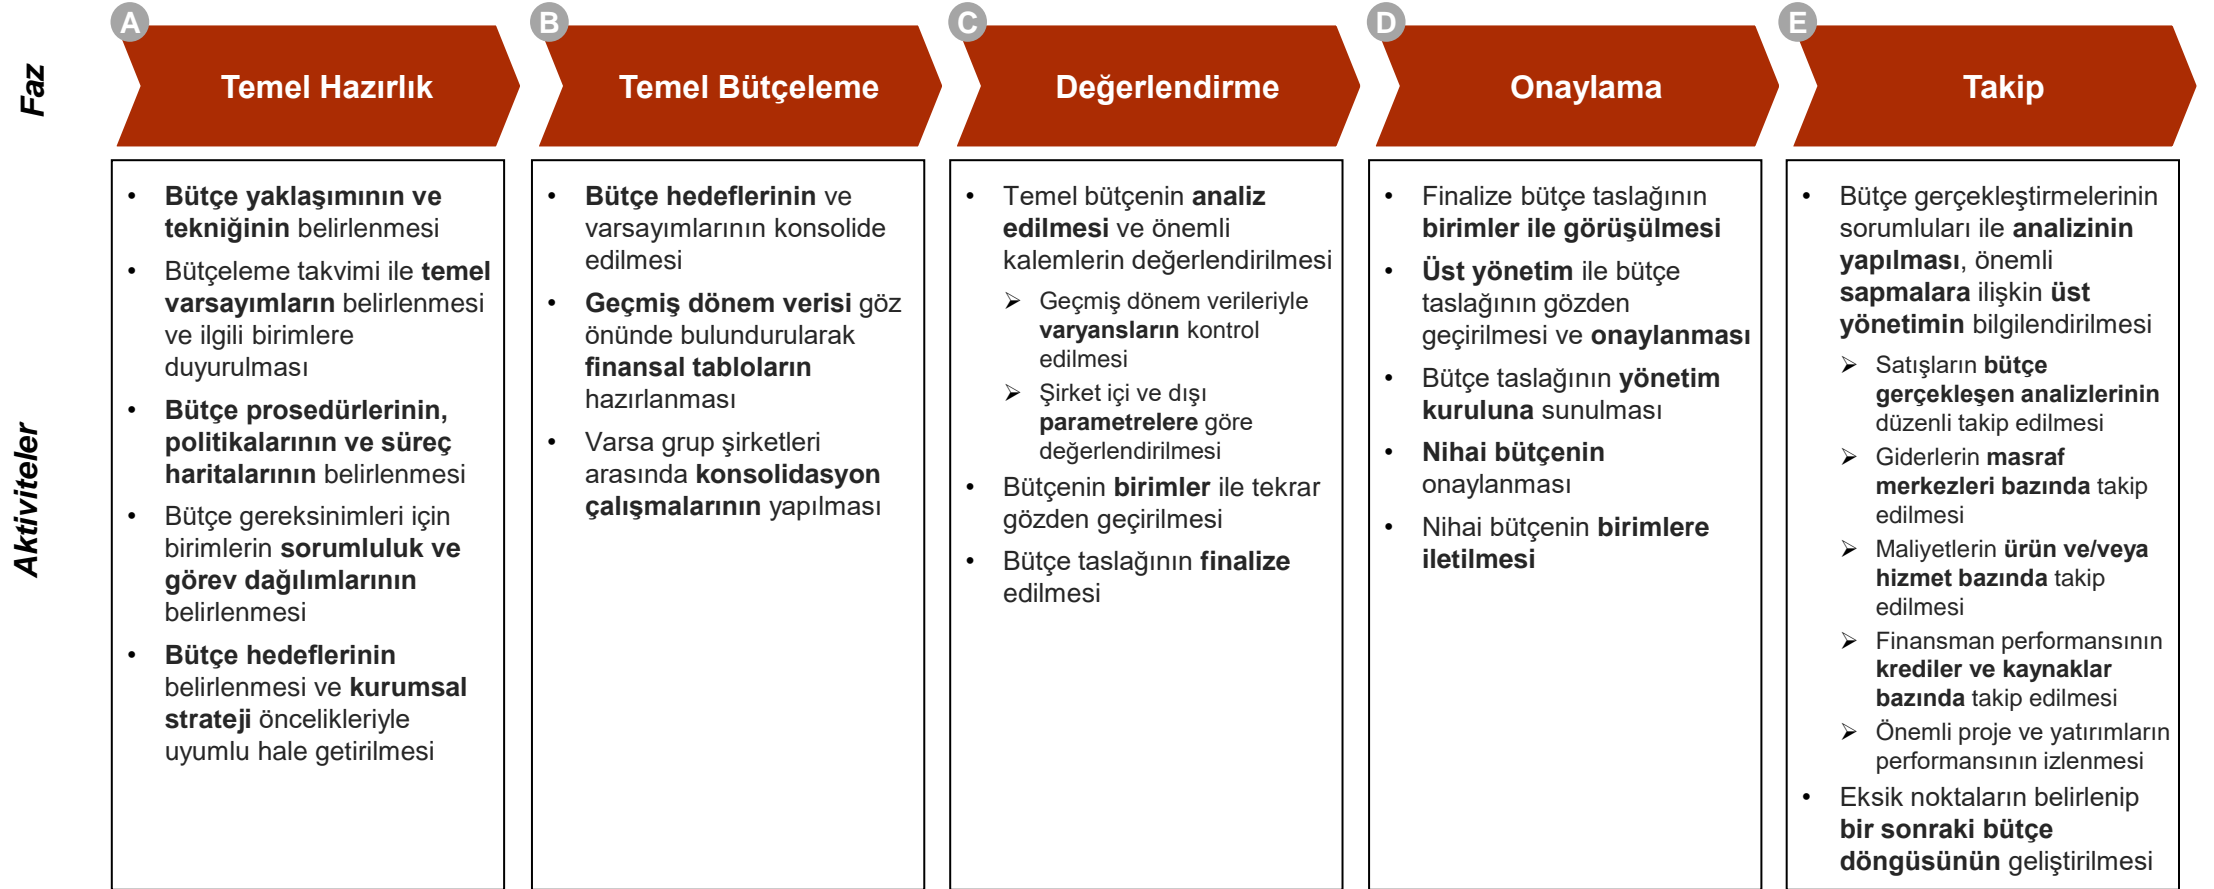 Faz
A
Temel Hazırlık
B
Temel Bütçeleme
C
Değerlendirme
D
Onaylama
E
Takip
Aktiviteler
• Bütçe yaklaşımının ve
tekniğinin belirlenmesi
• Bütçeleme takvimi ile temel
varsayımların belirlenmesi
ve ilgili birimlere
duyurulması
• Bütçe prosedürlerinin,
politikalarının ve süreç
haritalarının belirlenmesi
• Bütçe gereksinimleri için
birimlerin sorumluluk ve
görev dağılımlarının
belirlenmesi
• Bütçe hedeflerinin
belirlenmesi ve kurumsal
strateji öncelikleriyle
uyumlu hale getirilmesi
• Bütçe hedeflerinin ve
varsayımlarının konsolide
edilmesi
• Geçmiş dönem verisi göz
önünde bulundurularak
finansal tabloların
hazırlanması
• Varsa grup şirketleri
arasında konsolidasyon
çalışmalarının yapılması
• Temel bütçenin analiz
edilmesi ve önemli
kalemlerin değerlendirilmesi
➢ Geçmiş dönem verileriyle
varyansların kontrol
edilmesi
➢ Şirket içi ve dışı
parametrelere göre
değerlendirilmesi
• Bütçenin birimler ile tekrar
gözden geçirilmesi
• Bütçe taslağının finalize
edilmesi
• Finalize bütçe taslağının
birimler ile görüşülmesi
• Üst yönetim ile bütçe
taslağının gözden
geçirilmesi ve onaylanması
• Bütçe taslağının yönetim
kuruluna sunulması
• Nihai bütçenin
onaylanması
• Nihai bütçenin birimlere
iletilmesi
• Bütçe gerçekleştirmelerinin
sorumluları ile analizinin
yapılması, önemli
sapmalara ilişkin üst
yönetimin bilgilendirilmesi
➢ Satışların bütçe
gerçekleşen analizlerinin
düzenli takip edilmesi
➢ Giderlerin masraf
merkezleri bazında takip
edilmesi
➢ Maliyetlerin ürün ve/veya
hizmet bazında takip
edilmesi
➢ Finansman performansının
krediler ve kaynaklar
bazında takip edilmesi
➢ Önemli proje ve yatırımların
performansının izlenmesi
• Eksik noktaların belirlenip
bir sonraki bütçe
döngüsünün geliştirilmesi